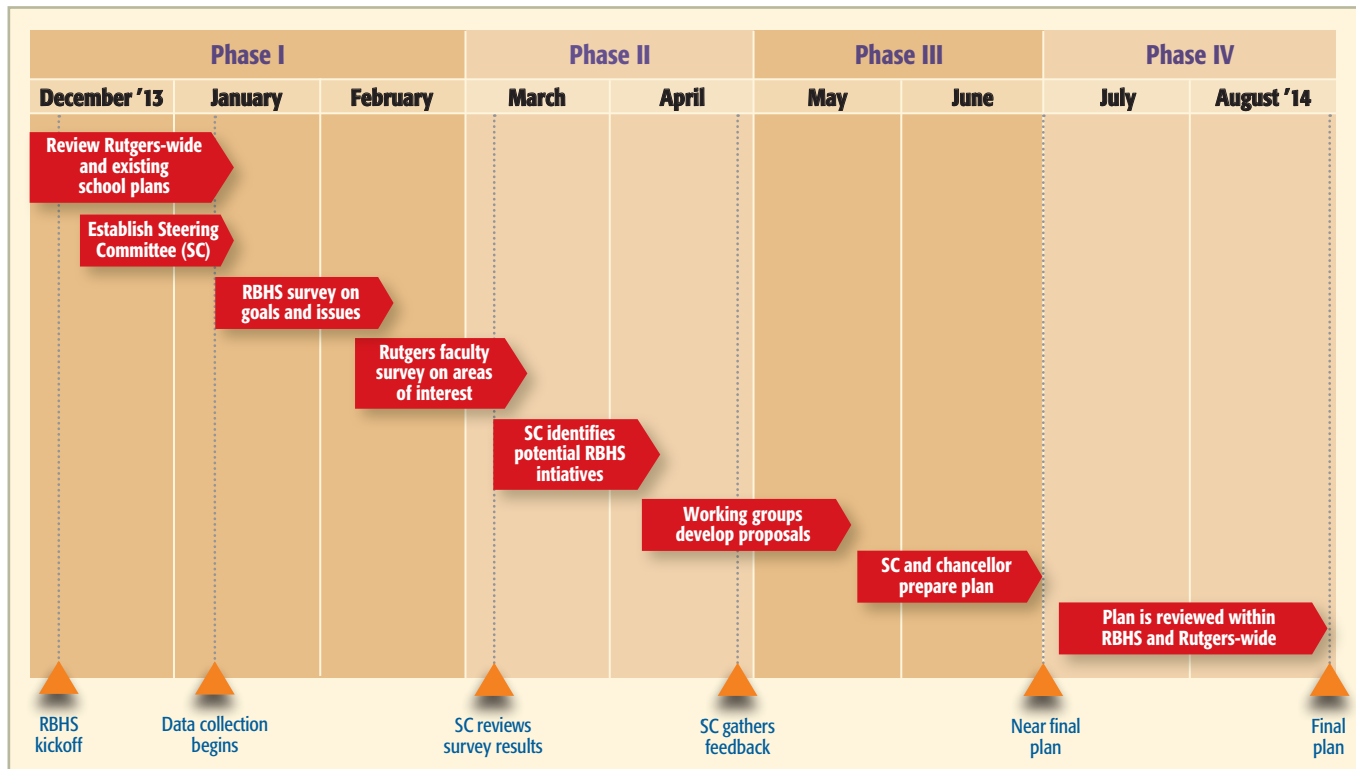 Phase I
Phase II
Phase III
Phase IV
December ’13
January
February
March
April
May
June
July
August ’14
Review Rutgers-wide
and existing
school plans
Establish Steering
Committee (SC)
RBHS survey on
goals and issues
Rutgers faculty
survey on areas
of interest
SC identifies
potential RBHS
intiatives
Working groups
develop proposals
SC and chancellor
prepare plan
Plan is reviewed within
RBHS and Rutgers-wide
RBHS
kickoff
Data collection
begins
SC reviews
survey results
SC gathers
feedback
Near final
plan
Final
plan